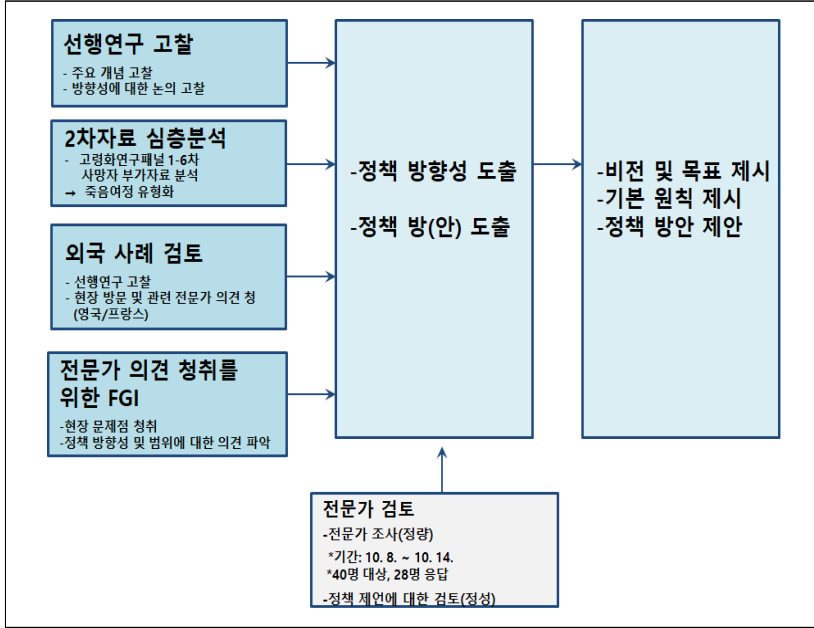 선행연구 고찰
- 주요 개념 고찰
- 방향성에 대한 논의 고찰
2차자료 심층분석
- 고령화연구패널 1-6차
사망자 부가자료 분석
→ 죽음여정 유형화
외국 사례 검토
- 선행연구 고찰
- 현장 방문 및 관련 전문가 의견 청
(영국/프랑스)
전문가 의견 청취를
위한 FGI
-현장 문제점 청취
-정책 방향성 및 범위에 대한 의견 파악
-정책 방향성 도출
-정책 방(안) 도출
-비전 및 목표 제시
-기본 원칙 제시
-정책 방안 제안
전문가 검토
-전문가 조사(정량)
*기간: 10. 8. ~ 10. 14.
*40명 대상, 28명 응답
-정책 제언에 대한 검토(정성)